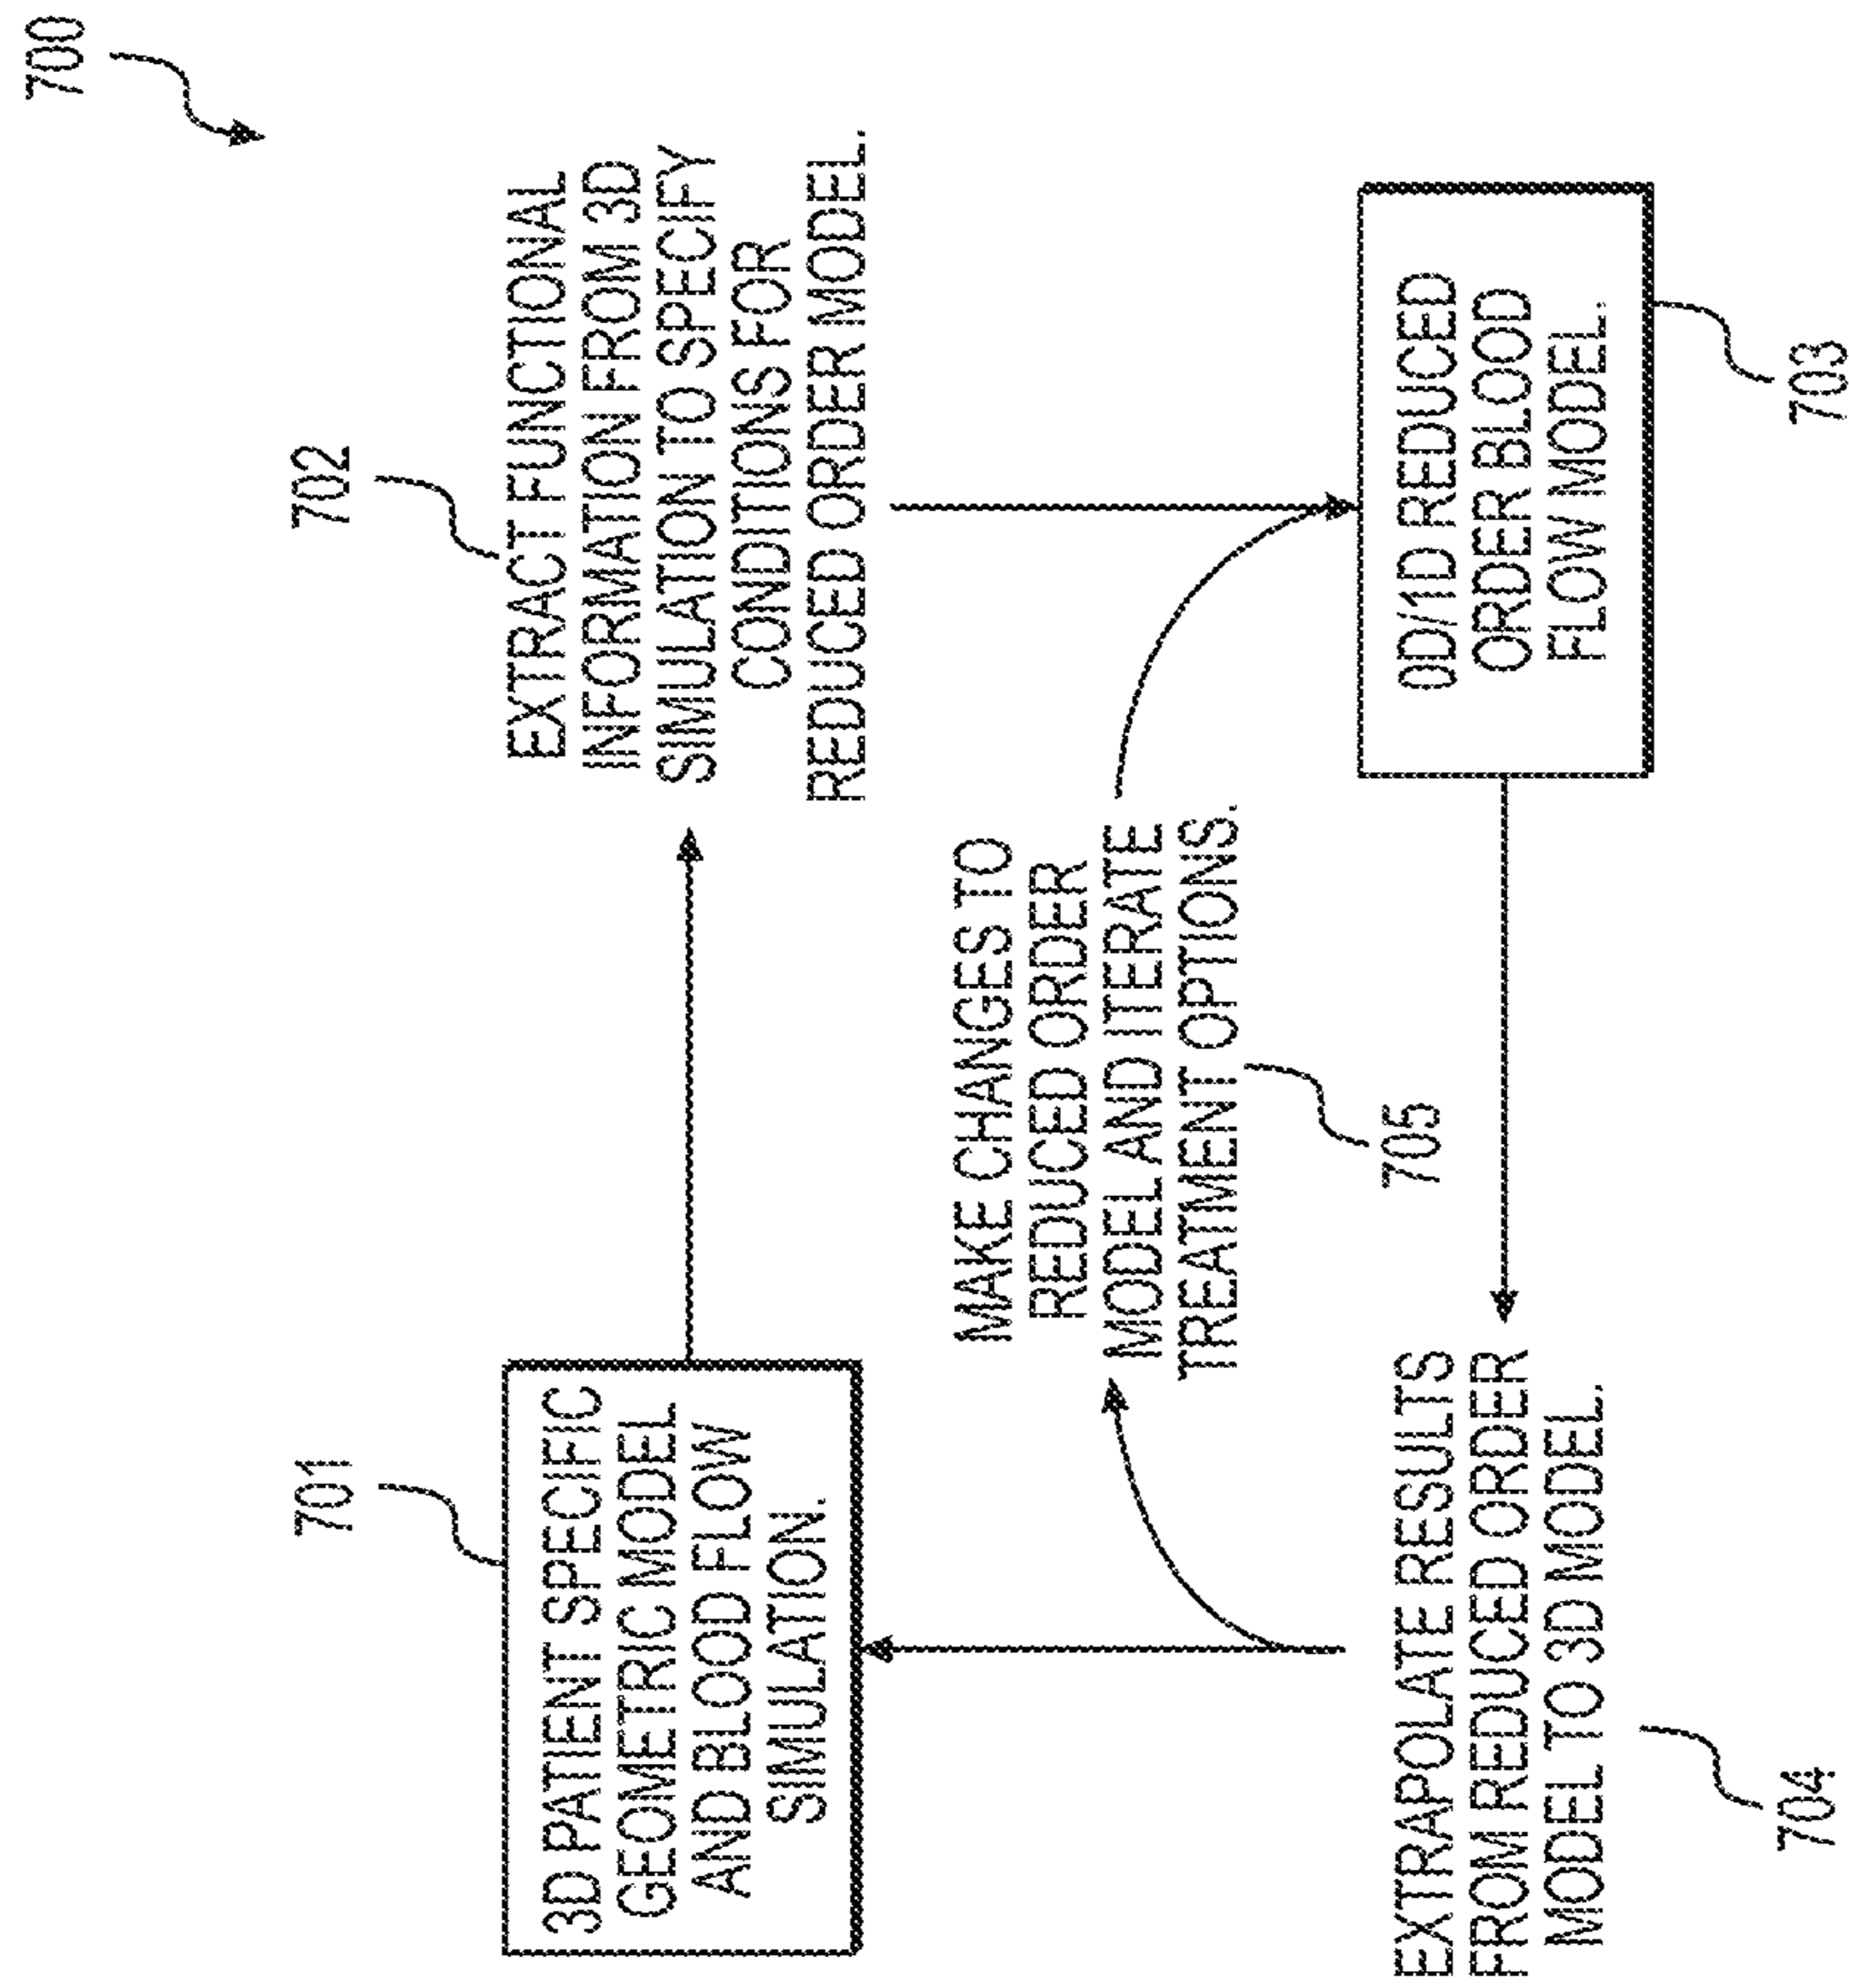 700
701
3D PATIENT SPECIFIC
GEOMETRIC MODEL
AND BLOOD FLOW
SIMULATION.
702
EXTRACT FUNCTIONAL
INFORMATION FROM 3D
SIMULATION TO SPECIFY
CONDITIONS FOR
REDUCED ORDER MODEL.
MAKE CHANGES TO
REDUCED ORDER
MODEL AND ITERATE
TREATMENT OPTIONS.
705
EXTRAPOLATE RESULTS
FROM REDUCED ORDER
MODEL TO 3D MODEL.
704
0D/1D REDUCED
ORDER BLOOD
FLOW MODEL.
703